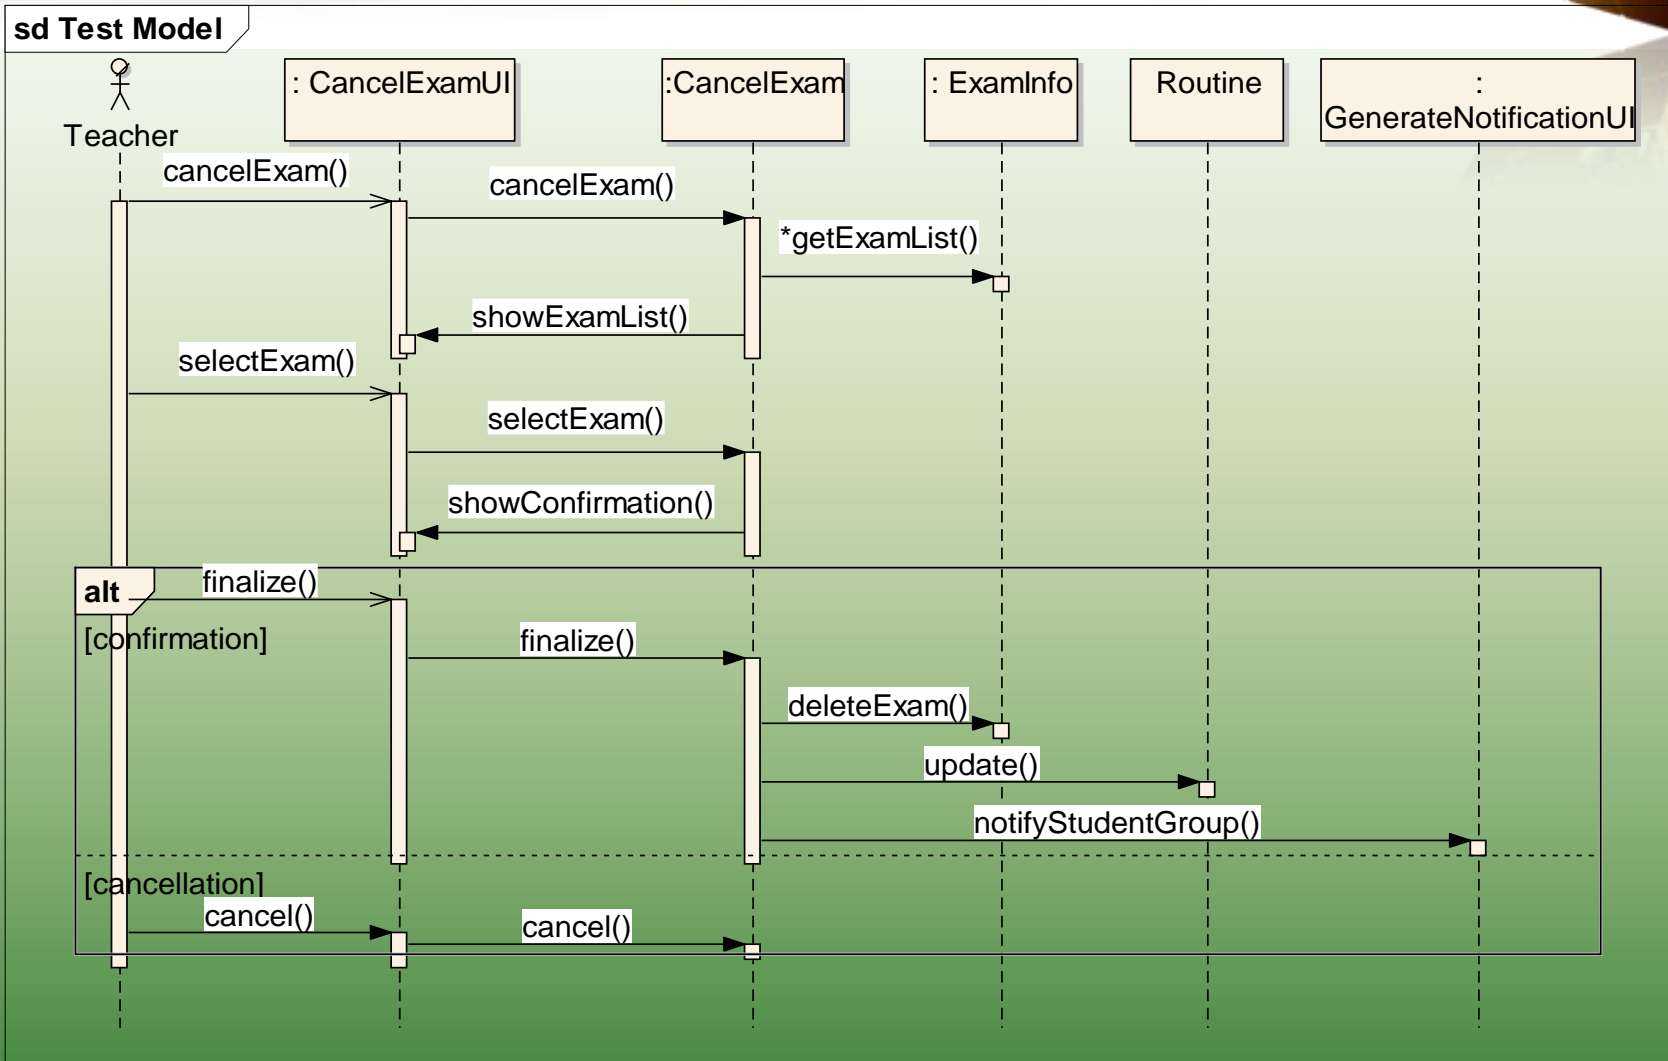 sd Test Model
Teacher
: CancelExamUI
:CancelExam
: ExamInfo
Routine
:
GenerateNotificationUI
cancelExam()
cancelExam()
*getExamList()
showExamList()
selectExam()
selectExam()
showConfirmation()
alt
finalize()
[confirmation]
finalize()
deleteExam()
update()
notifyStudentGroup()
[cancellation]
cancel()
cancel()